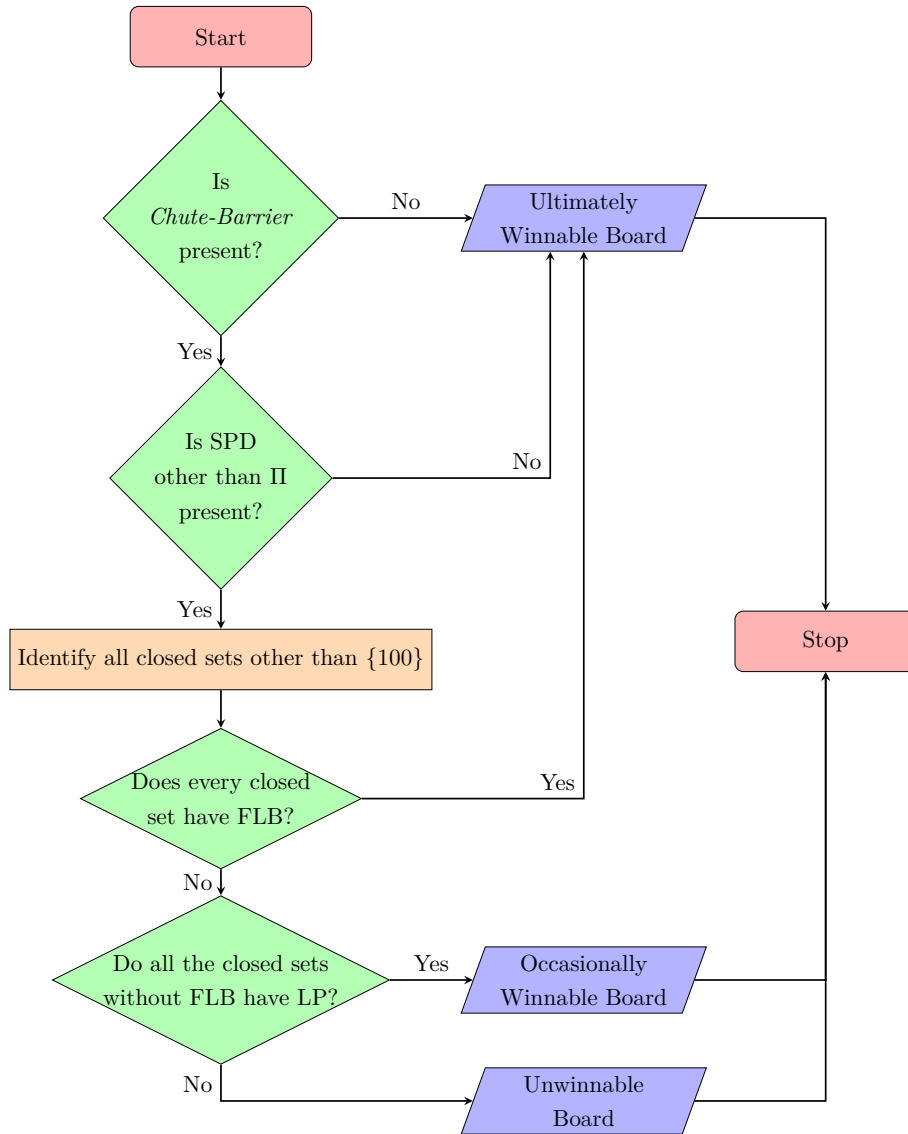 Start
Is
Chute-Barrier
present?
No
Ultimately
Winnable Board
Yes
Is SPD
other than Π
present?
No
Yes
Identify all closed sets other than {100}
Stop
Does every closed
set have FLB?
Yes
No
Do all the closed sets
without FLB have LP?
Yes
Occasionally
Winnable Board
No
Unwinnable
Board